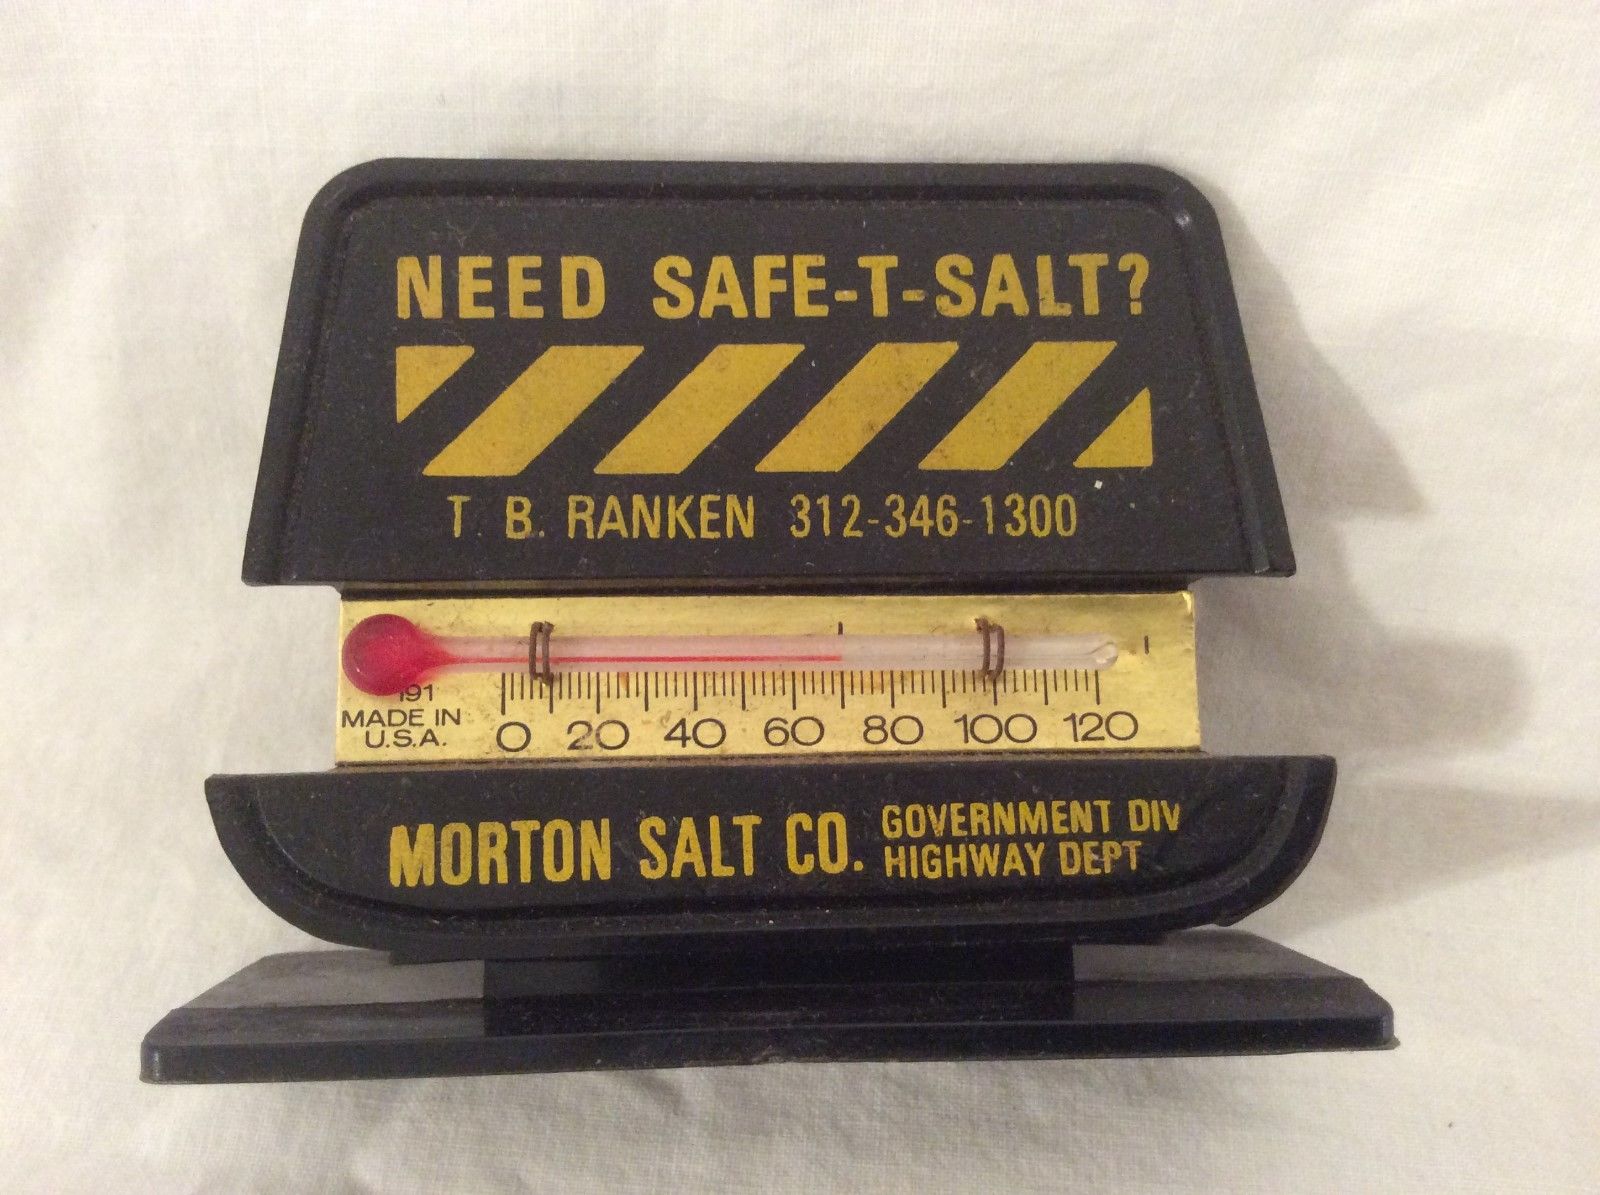 NEED SAFE-T-SALT?
T. B. RANKEN 312-346-1300
191
MADE IN
U.S.A.
0 20 40 60 80 100 120
MORTON SALT CO. GOVERNMENT DIV
HIGHWAY DEPT